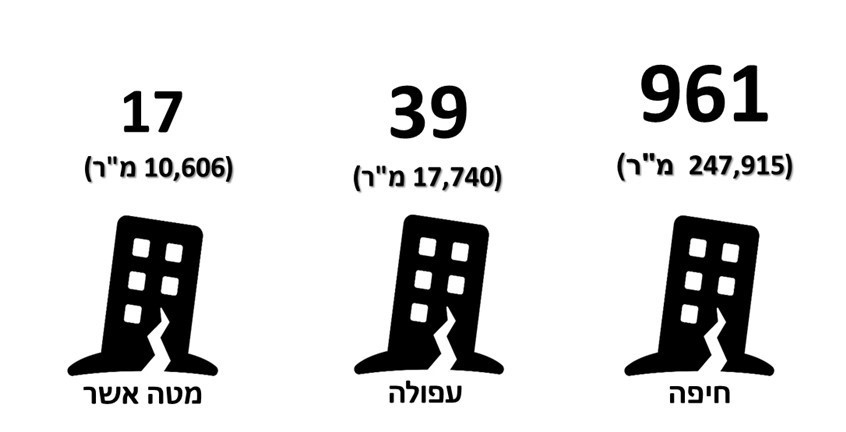 961
(247,915 מ"ר)
חיפה
39
(17,740 מ"ר)
עפולה
17
(10,606 מ"ר)
מטה אשר